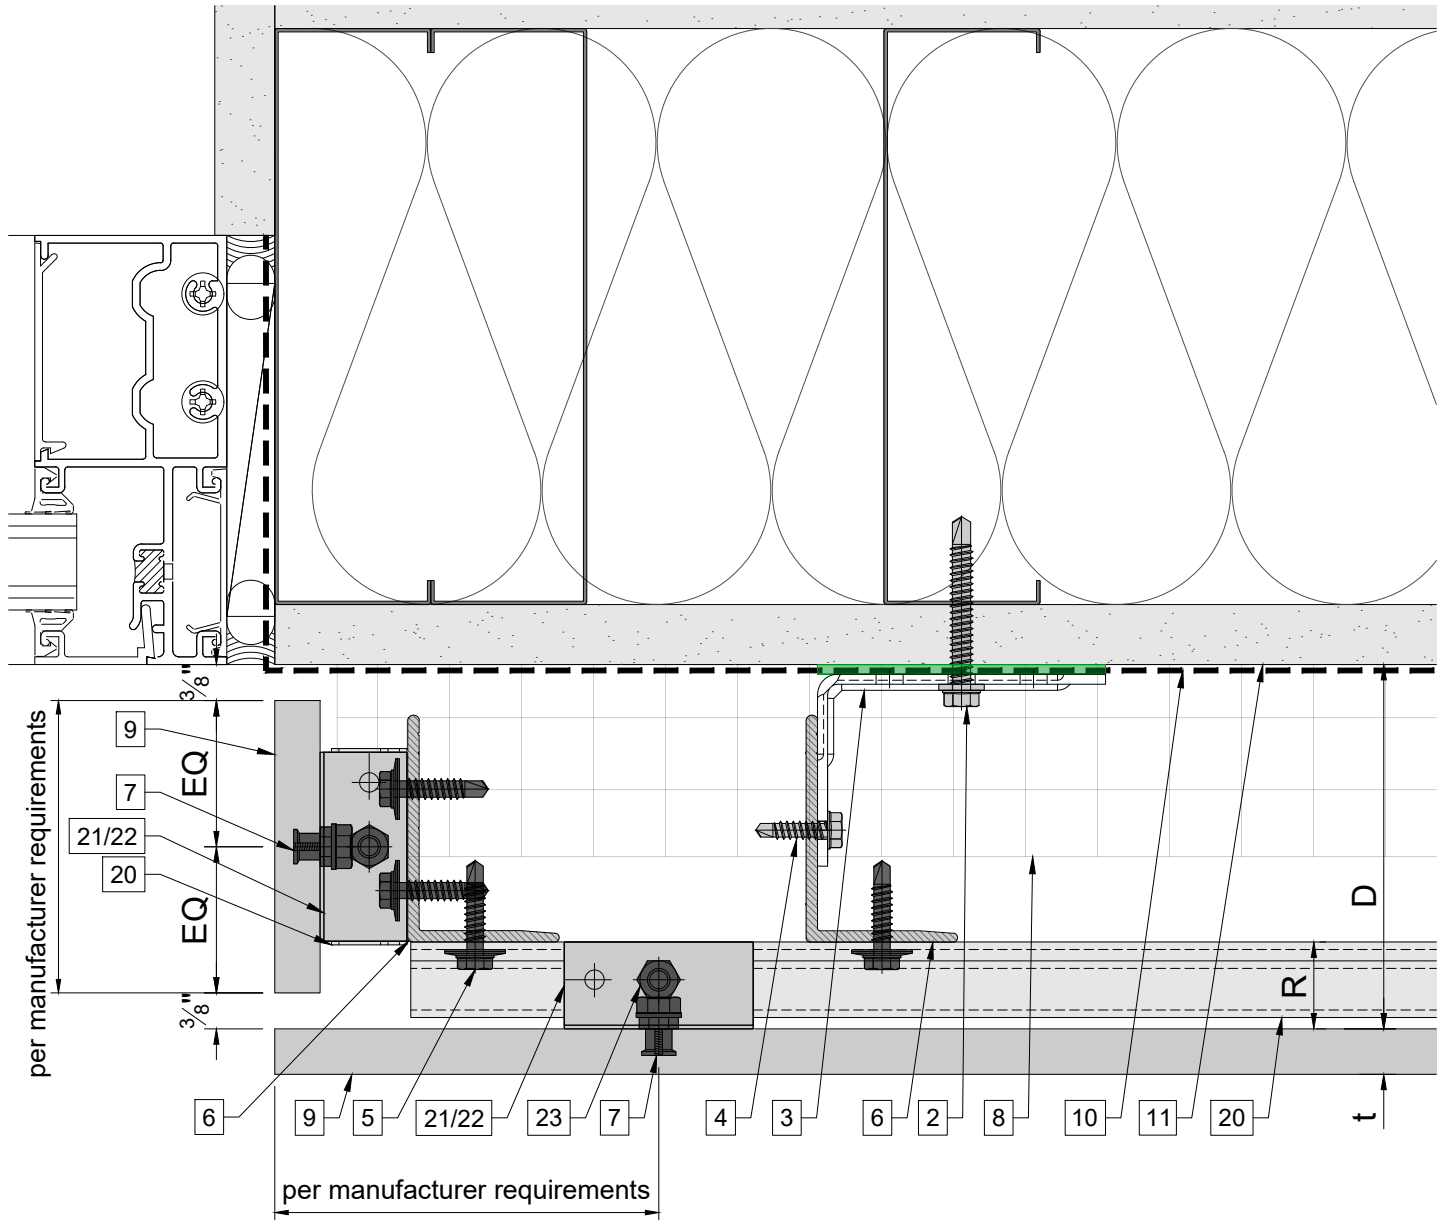 3/8"
per manufacturer requirements
EQ
EQ
3/8"
9
7
21/22
20
D
R
t
6
9
5
21/22
23
7
4
3
6
2
8
10
11
20
per manufacturer requirements